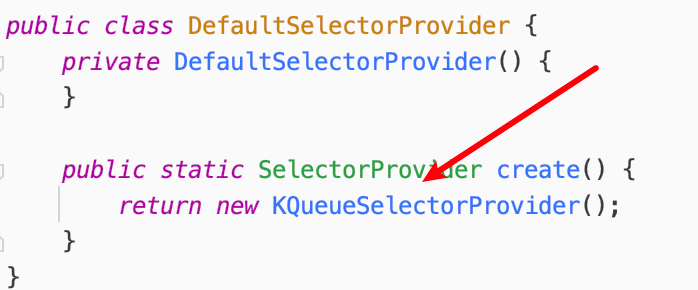 public class DefaultSelectorProvider {
    private DefaultSelectorProvider() {
    }
    public static SelectorProvider create() {
        return new KQueueSelectorProvider();
    }
}